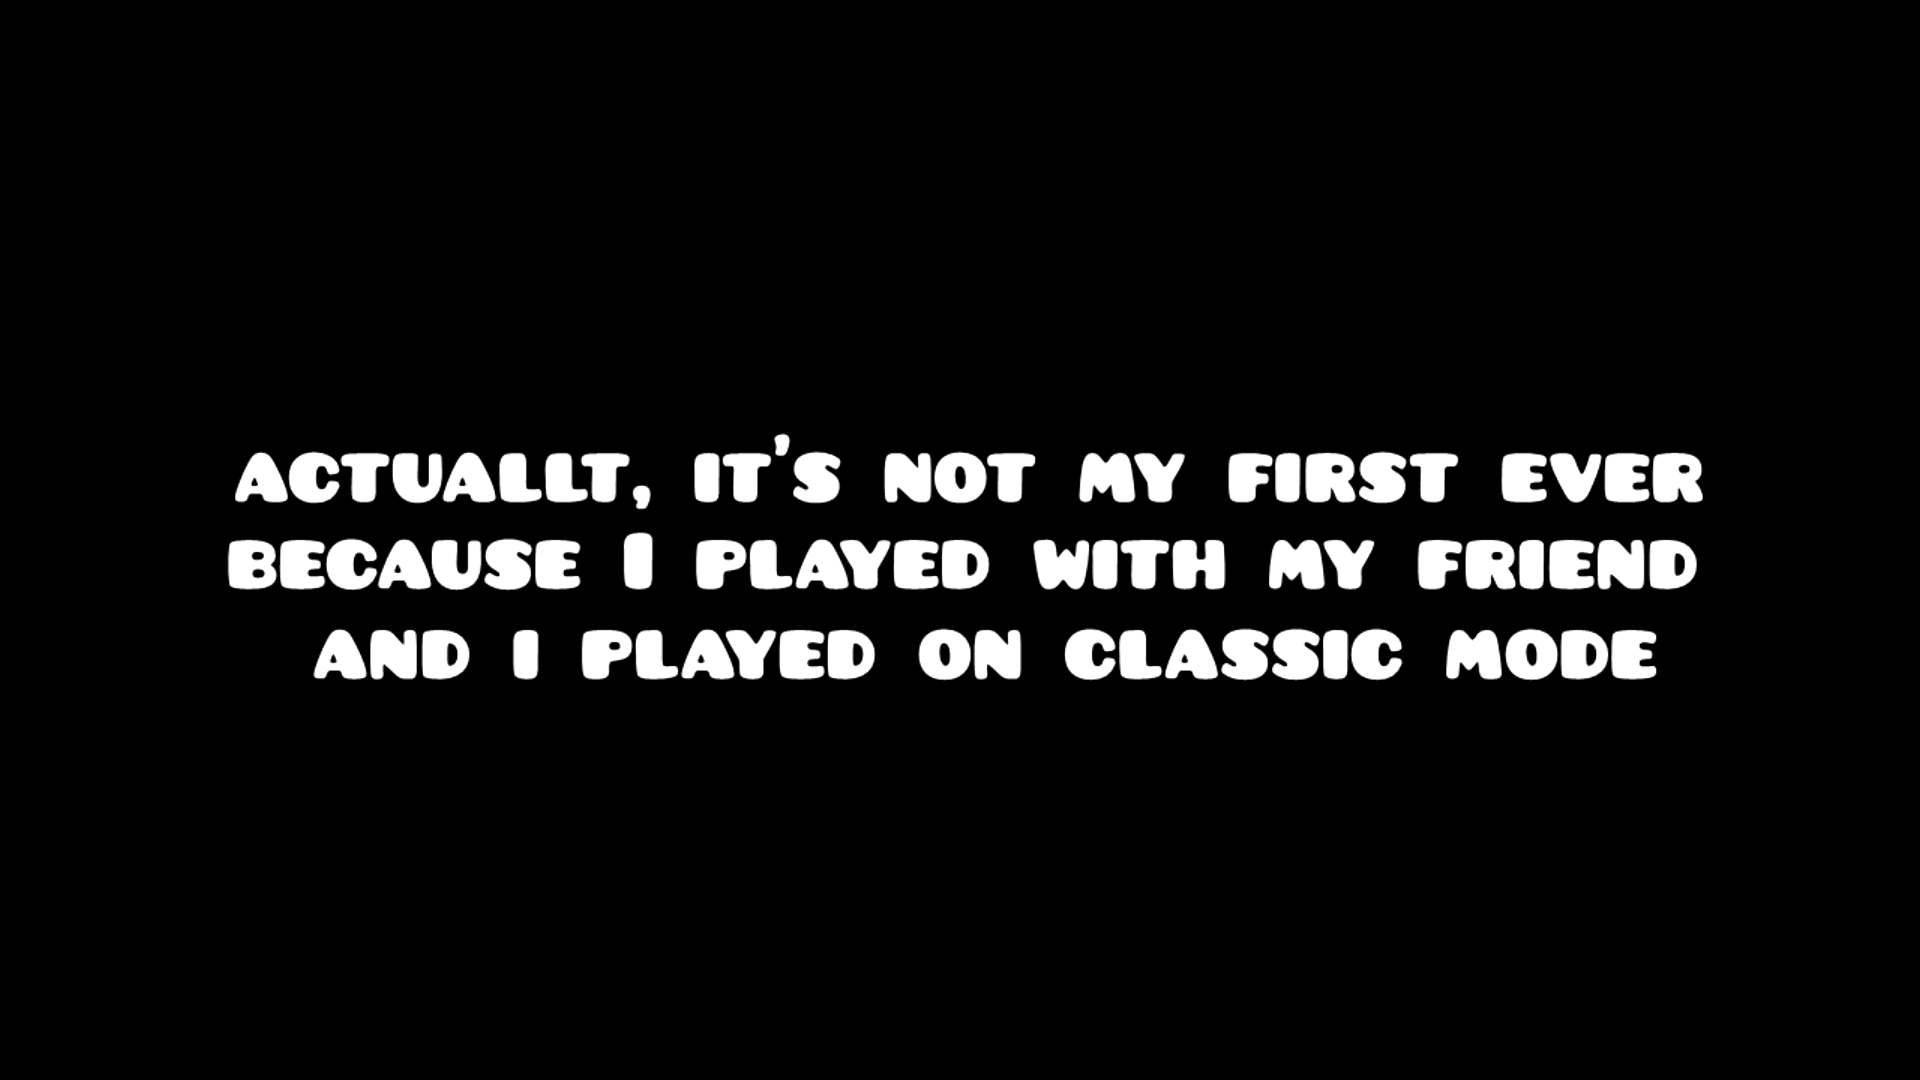 ACTUALLT, IT'S NOT MY FIRST EVER
BECAUSE I PLAYED WITH MY FRIEND
AND I PLAYED ON CLASSIC MODE